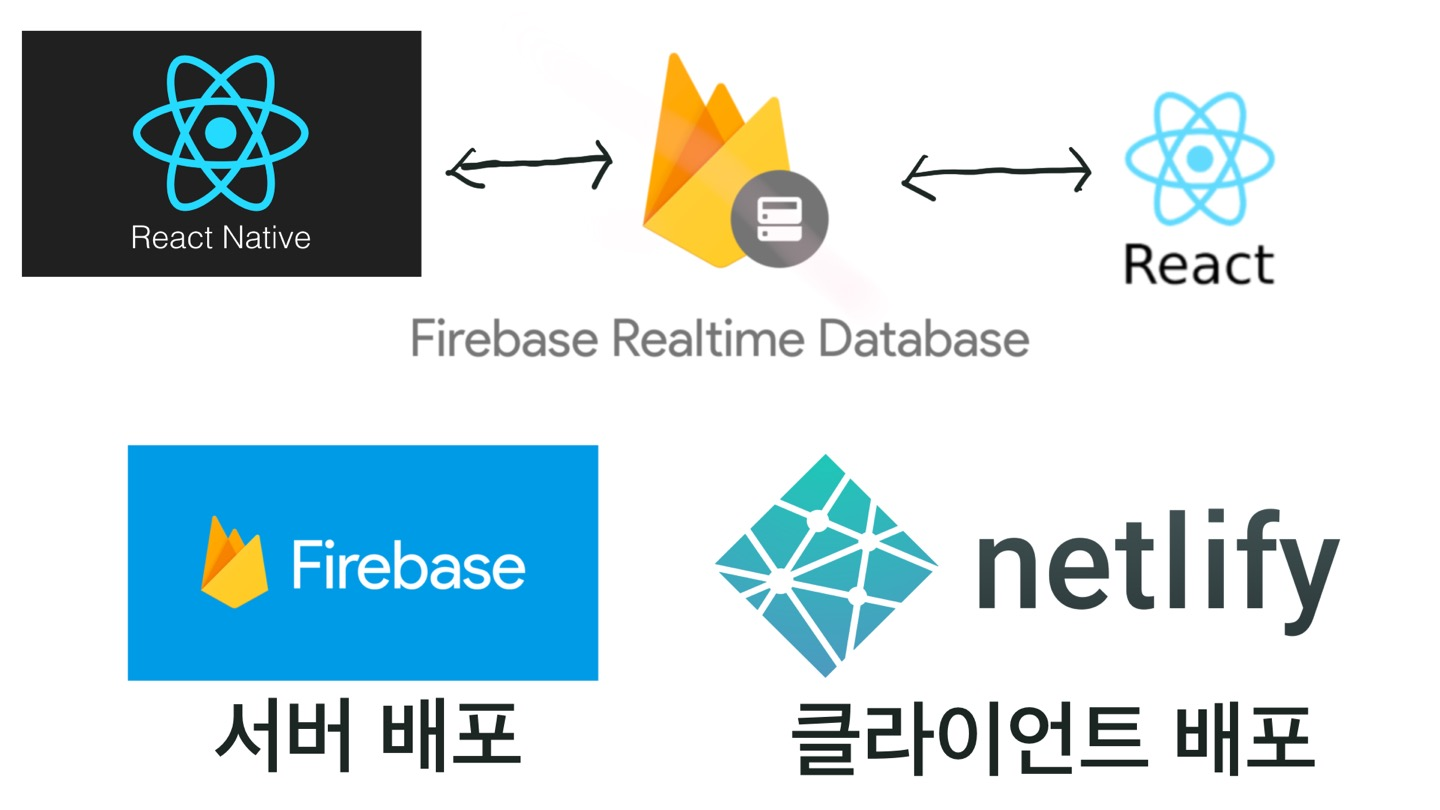 React Native
React
Firebase Realtime Database
Firebase
netlify
서버 배포
클라이언트 배포